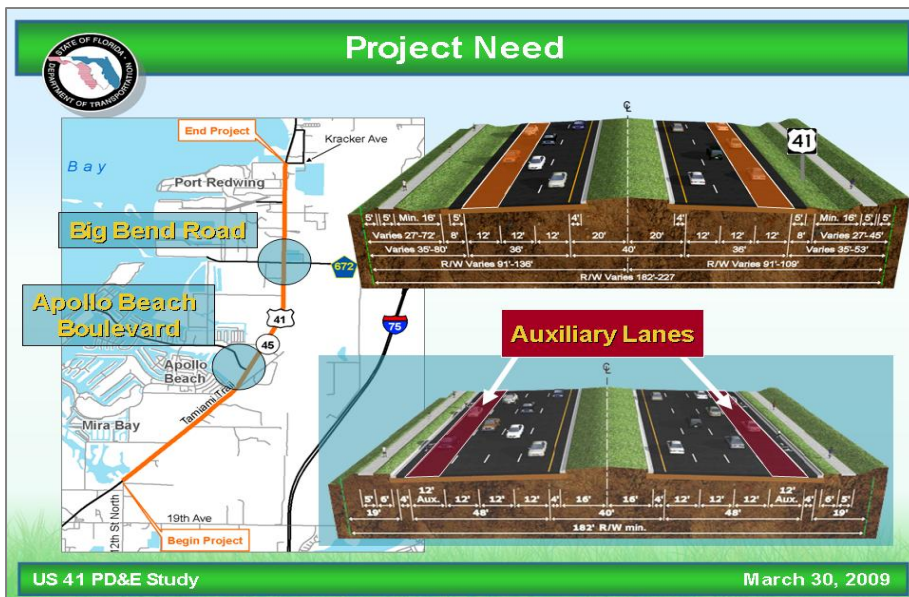 Project Need
STATE OF FLORIDA
DEPARTMENT OF TRANSPORTATION
End Project
Kracker Ave
Bay
Port Redwing
Big Bend Road
672
41
Apollo Beach
Boulevard
45
75
Apollo
Beach
Tamiami Trail
Mira Bay
12th St North
19th Ave
Begin Project
℄
41
5' 5' Min. 16' 5' 4' 4' 5' Min. 16' 5' 5'
Varies 27'-72' 8' 12' 12' 12' 20' 20' 12' 12' 12' 8' Varies 27'-45'
Varies 35'-80' 36' 40' 36' Varies 35'-53'
R/W Varies 91'-136' R/W Varies 91'-109'
R/W Varies 182'-227
Auxiliary Lanes
℄
12' 12'
5' 6' 4' Aux. 12' 12' 12' 4' 16' 16' 4' 12' 12' 12' Aux. 4' 6' 5'
19' 48' 40' 48' 19'
182' R/W min.
US 41 PD&E Study
March 30, 2009